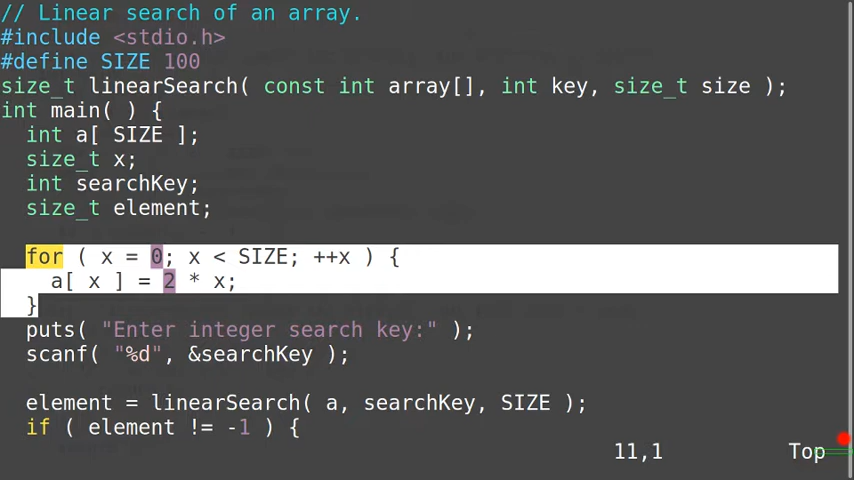 // Linear search of an array.
#include <stdio.h>
#define SIZE 100
size_t linearSearch( const int array[], int key, size_t size );
int main( ) {
  int a[ SIZE ];
  size_t x;
  int searchKey;
  size_t element;

  for ( x = 0; x < SIZE; ++x ) {
    a[ x ] = 2 * x;
  }
  puts( "Enter integer search key:" );
  scanf( "%d", &searchKey );

  element = linearSearch( a, searchKey, SIZE );
  if ( element != -1 ) {
11,1 Top